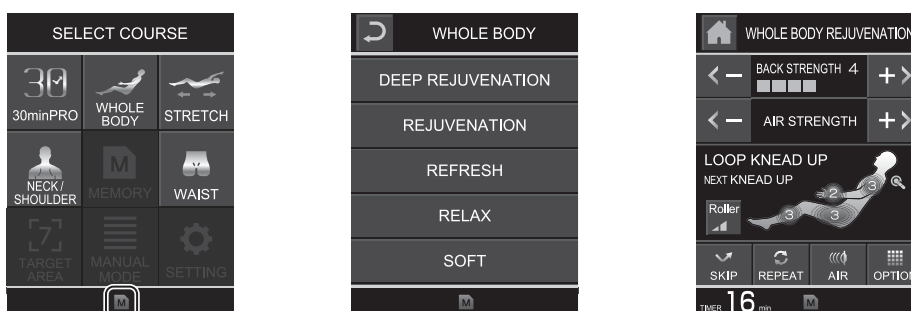 SELECT COURSE
30
30minPRO
WHOLE
BODY
STRETCH
NECK/
SHOULDER
M
MEMORY
WAIST
[7]
TARGET
AREA
MANUAL
MODE
SETTING
M
WHOLE BODY
DEEP REJUVENATION
REJUVENATION
REFRESH
RELAX
SOFT
M
WHOLE BODY REJUVENATION
BACK STRENGTH 4
AIR STRENGTH
LOOP KNEAD UP
NEXT KNEAD UP
Roller
2
3
3
3
SKIP
REPEAT
AIR
OPTION
TIMER 16 min
M